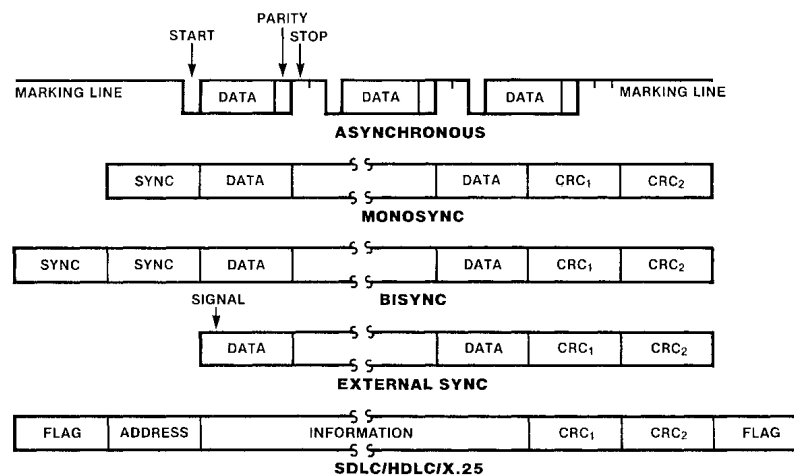 PARITY
START STOP
MARKING LINE DATA DATA DATA MARKING LINE
ASYNCHRONOUS
SYNC DATA DATA CRC1 CRC2
MONOSYNC
SYNC SYNC DATA DATA CRC1 CRC2
BISYNC
SIGNAL
DATA DATA CRC1 CRC2
EXTERNAL SYNC
FLAG ADDRESS INFORMATION CRC1 CRC2 FLAG
SDLC/HDLC/X.25